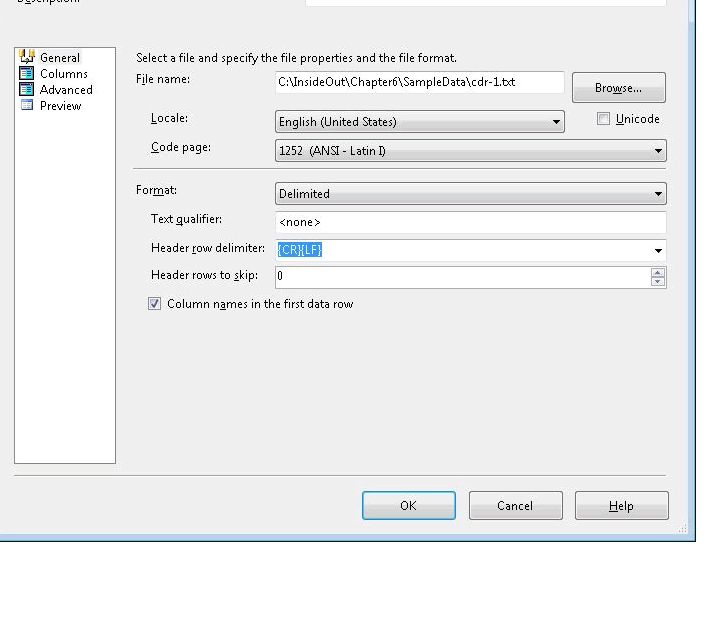 Description:
General
Columns
Advanced
Preview
Select a file and specify the file properties and the file format.
File name: C:\InsideOut\Chapter6\SampleData\cdr-1.txt Browse...
Locale: English (United States) Unicode
Code page: 1252 (ANSI - Latin I)
Format: Delimited
Text qualifier: <none>
Header row delimiter: {CR}{LF}
Header rows to skip: 0
Column names in the first data row
OK Cancel Help